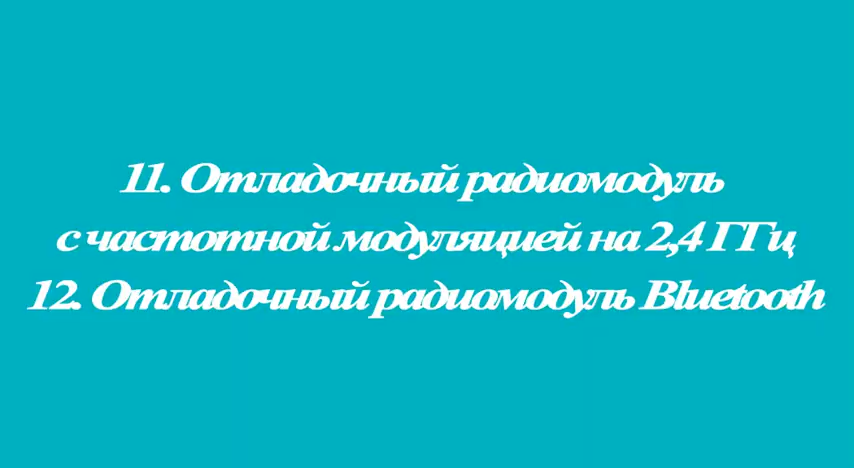 11. Отладочный радиомодуль
с частотной модуляцией на 2,4 ГГц
12. Отладочный радиомодуль Bluetooth